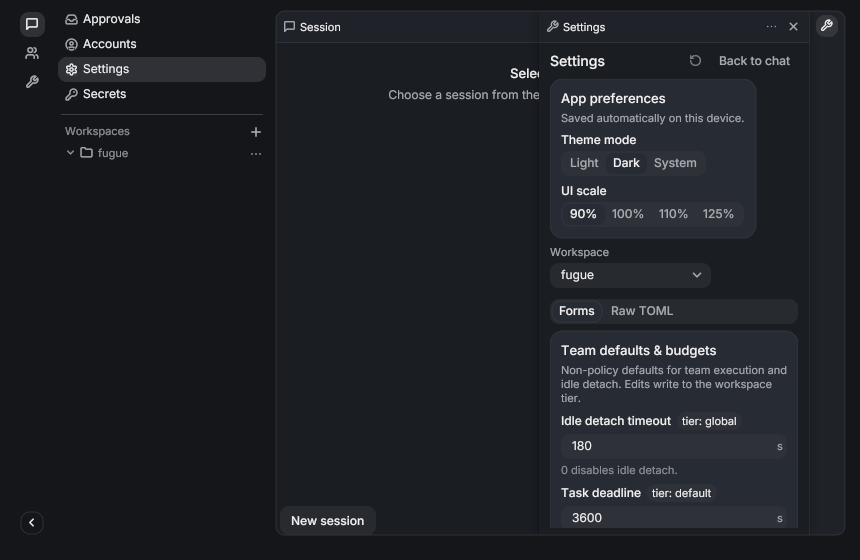 Approvals
Accounts
Settings
Secrets
Workspaces
fugue
Session
Choose a session from the
New session
Settings
Settings
Back to chat
App preferences
Saved automatically on this device.
Theme mode
Light Dark System
UI scale
90% 100% 110% 125%
Workspace
fugue
Forms Raw TOML
Team defaults & budgets
Non-policy defaults for team execution and
idle detach. Edits write to the workspace
tier.
Idle detach timeout tier: global
180 s
0 disables idle detach.
Task deadline tier: default
3600 s